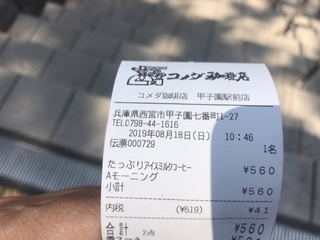 コメダ珈琲店
コメダ珈琲店 甲子園駅前店
兵庫県西宮市甲子園七番町1-27
TEL0798-44-1616
2019年08月18日(日) 10:46
伝票000729 1名
たっぷりアイスミルクコーヒー ¥560
Aモーニング
小計 ¥560
内税 (¥519) ¥41
合計 2点 ¥560